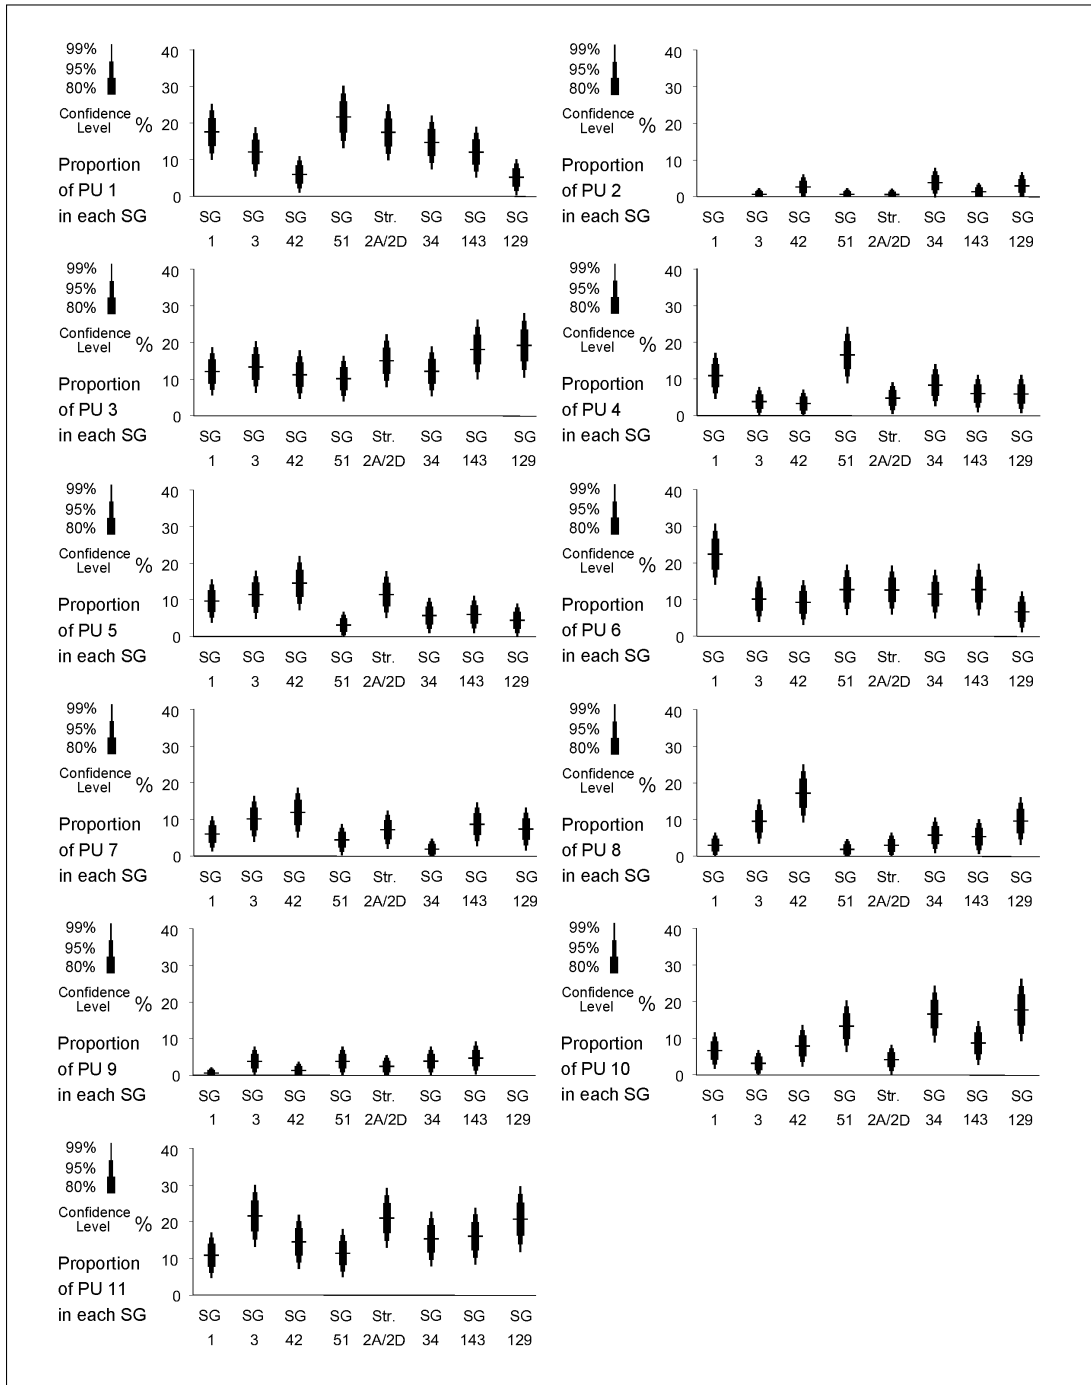 99%
95%
80%
Confidence
Level %
Proportion
of PU 1
in each SG
40
30
20
10
0
SG SG SG SG Str. SG SG SG
1 3 42 51 2A/2D 34 143 129
99%
95%
80%
Confidence
Level %
Proportion
of PU 2
in each SG
40
30
20
10
0
SG SG SG SG Str. SG SG SG
1 3 42 51 2A/2D 34 143 129
99%
95%
80%
Confidence
Level %
Proportion
of PU 3
in each SG
40
30
20
10
0
SG SG SG SG Str. SG SG SG
1 3 42 51 2A/2D 34 143 129
99%
95%
80%
Confidence
Level %
Proportion
of PU 4
in each SG
40
30
20
10
0
SG SG SG SG Str. SG SG SG
1 3 42 51 2A/2D 34 143 129
99%
95%
80%
Confidence
Level %
Proportion
of PU 5
in each SG
40
30
20
10
0
SG SG SG SG Str. SG SG SG
1 3 42 51 2A/2D 34 143 129
99%
95%
80%
Confidence
Level %
Proportion
of PU 6
in each SG
40
30
20
10
0
SG SG SG SG Str. SG SG SG
1 3 42 51 2A/2D 34 143 129
99%
95%
80%
Confidence
Level %
Proportion
of PU 7
in each SG
40
30
20
10
0
SG SG SG SG Str. SG SG SG
1 3 42 51 2A/2D 34 143 129
99%
95%
80%
Confidence
Level %
Proportion
of PU 8
in each SG
40
30
20
10
0
SG SG SG SG Str. SG SG SG
1 3 42 51 2A/2D 34 143 129
99%
95%
80%
Confidence
Level %
Proportion
of PU 9
in each SG
40
30
20
10
0
SG SG SG SG Str. SG SG SG
1 3 42 51 2A/2D 34 143 129
99%
95%
80%
Confidence
Level %
Proportion
of PU 10
in each SG
40
30
20
10
0
SG SG SG SG Str. SG SG SG
1 3 42 51 2A/2D 34 143 129
99%
95%
80%
Confidence
Level %
Proportion
of PU 11
in each SG
40
30
20
10
0
SG SG SG SG Str. SG SG SG
1 3 42 51 2A/2D 34 143 129